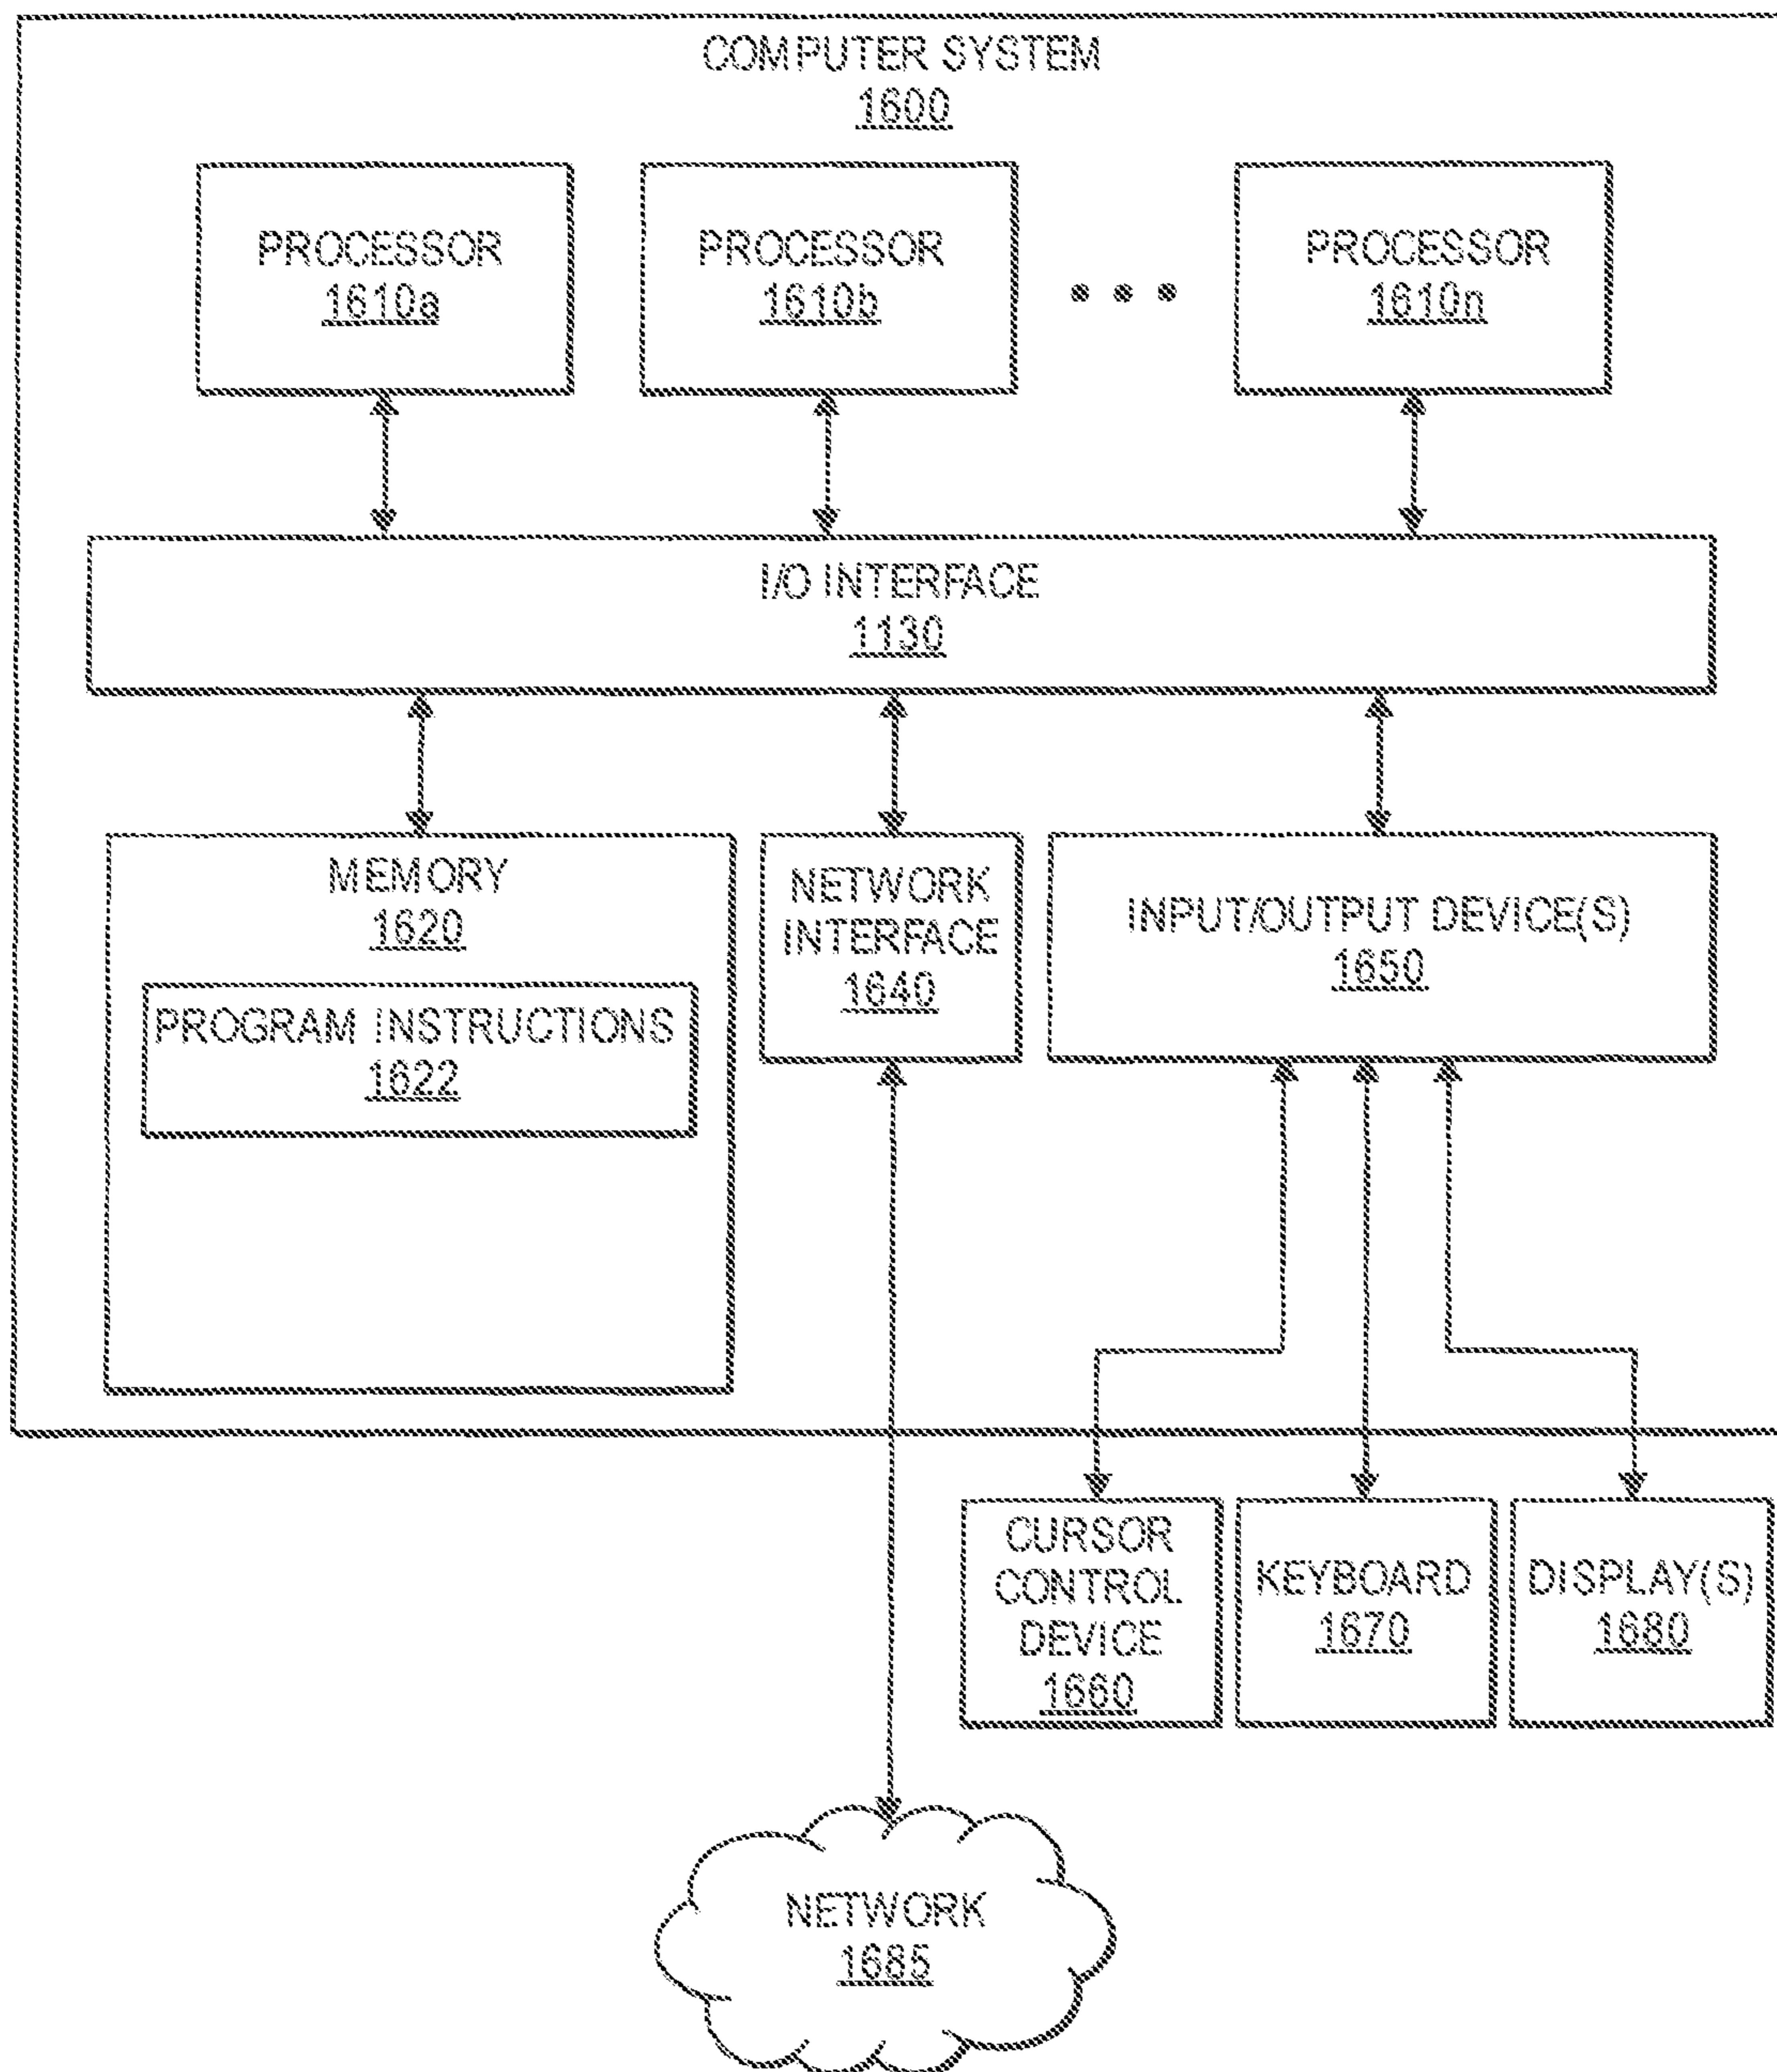 COMPUTER SYSTEM
1600
PROCESSOR
1610a
PROCESSOR
1610b
PROCESSOR
1610n
I/O INTERFACE
1130
MEMORY
1620
PROGRAM INSTRUCTIONS
1622
NETWORK
INTERFACE
1640
INPUT/OUTPUT DEVICE(S)
1650
CURSOR
CONTROL
DEVICE
1660
KEYBOARD
1670
DISPLAY(S)
1680
NETWORK
1685